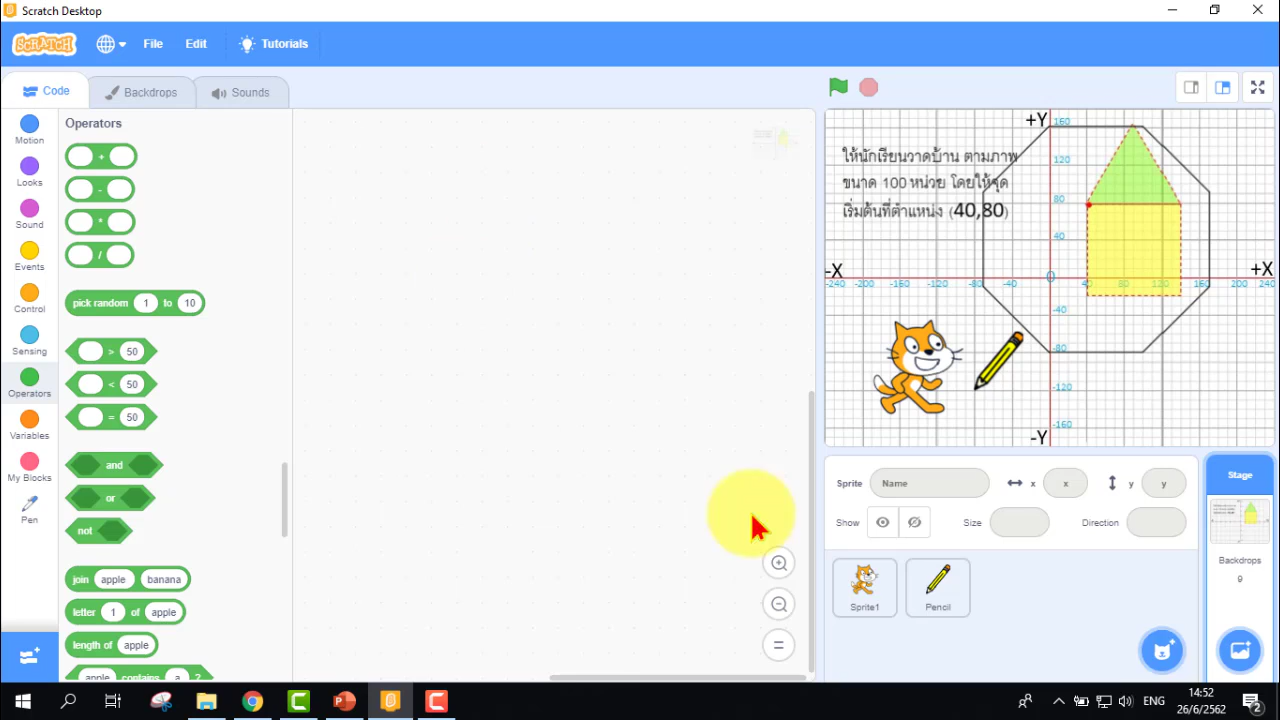 Scratch Desktop
SCRATCH File Edit Tutorials
Code Backdrops Sounds
Motion
Looks
Sound
Events
Control
Sensing
Operators
Variables
My Blocks
Pen
Operators
+
-
*
/
pick random 1 to 10
> 50
< 50
= 50
and
or
not
join apple banana
letter 1 of apple
length of apple
apple contains a ?
ให้นักเรียนวาดบ้าน ตามภาพ
ขนาด 100 หน่วย โดยให้จุด
เริ่มต้นที่ตำแหน่ง (40,80)
+Y
160
120
80
40
-X
0
+X
-240 -200 -160 -120 -80 -40 40 80 120 160 200 240
-40
-80
-120
-160
-Y
Sprite Name x x y y
Show Size Direction
Sprite1 Pencil
Stage
Backdrops
9
ENG
14:52
26/6/2562
2